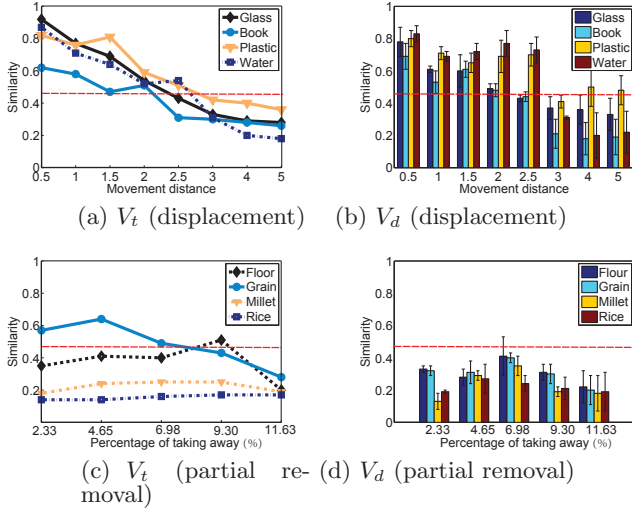 Glass
Book
Plastic
Water
Similarity
1
0.8
0.6
0.4
0.2
0
0.5 1 1.5 2 2.5 3 4 5
Movement distance
(a) Vt (displacement)
Glass
Book
Plastic
Water
Similarity
1
0.8
0.6
0.4
0.2
0
0.5 1 1.5 2 2.5 3 4 5
Movement distance
(b) Vd (displacement)
Floor
Grain
Millet
Rice
Similarity
1
0.8
0.6
0.4
0.2
2.33 4.65 6.98 9.30 11.63
Percentage of taking away (%)
(c) Vt (partial re-
moval)
Flour
Grain
Millet
Rice
Similarity
1
0.8
0.6
0.4
0.2
2.33 4.65 6.98 9.30 11.63
Percentage of taking away (%)
(d) Vd (partial removal)